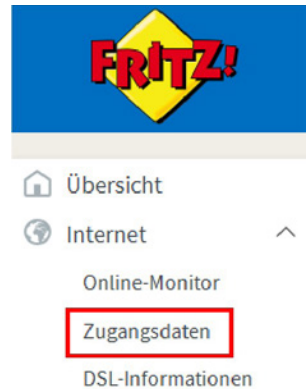 FRITZ!
Übersicht
Internet
Online-Monitor
Zugangsdaten
DSL-Informationen